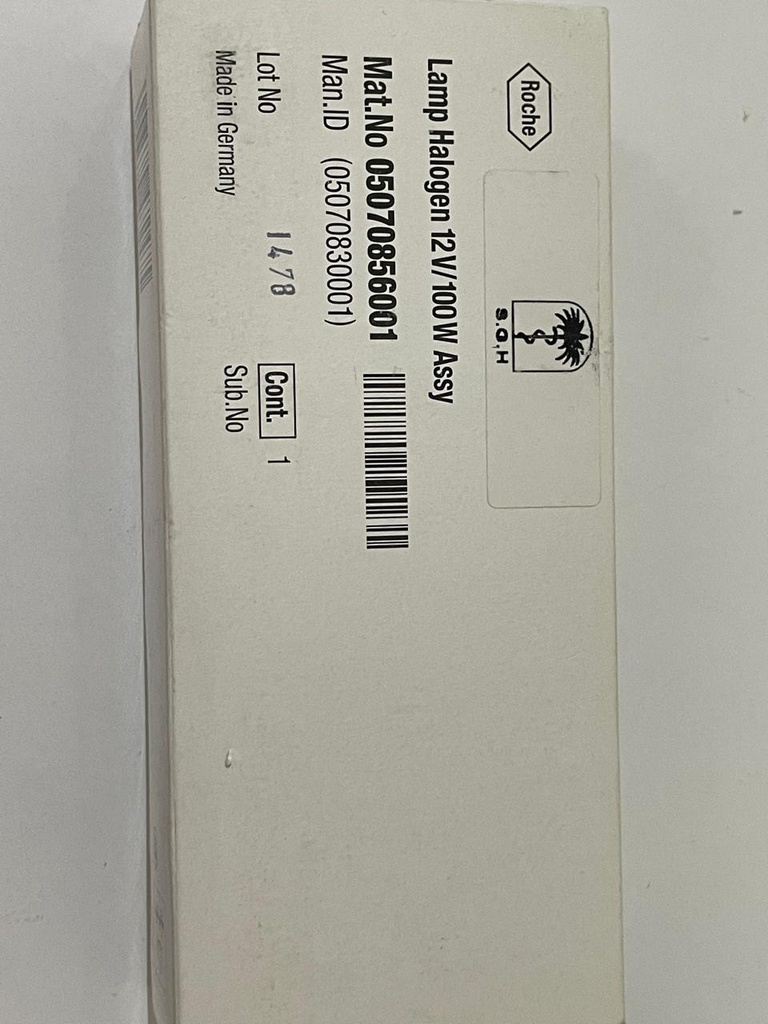 Roche
S.G.H
Lamp Halogen 12V/100W Assy
Mat.No 05070856001
Man.ID (05070830001)
Lot No 1478 Cont. 1
Made in Germany Sub.No